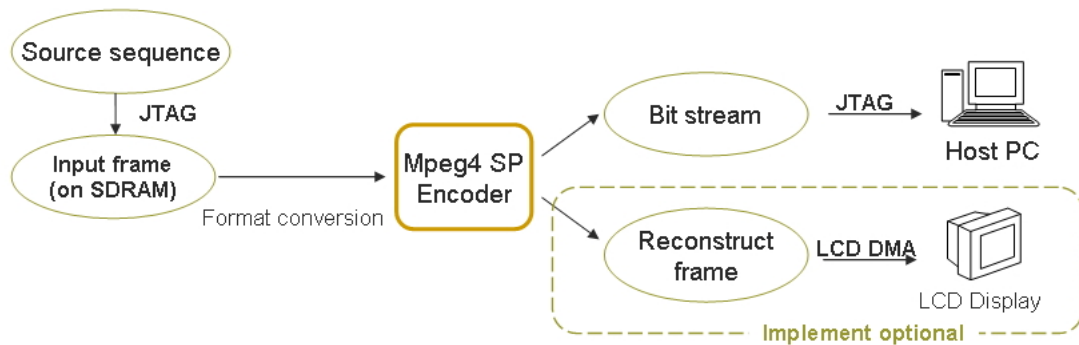 Source sequence
JTAG
Input frame
(on SDRAM)
Format conversion
Mpeg4 SP
Encoder
Bit stream
JTAG
Host PC
Reconstruct
frame
LCD DMA
LCD Display
Implement optional